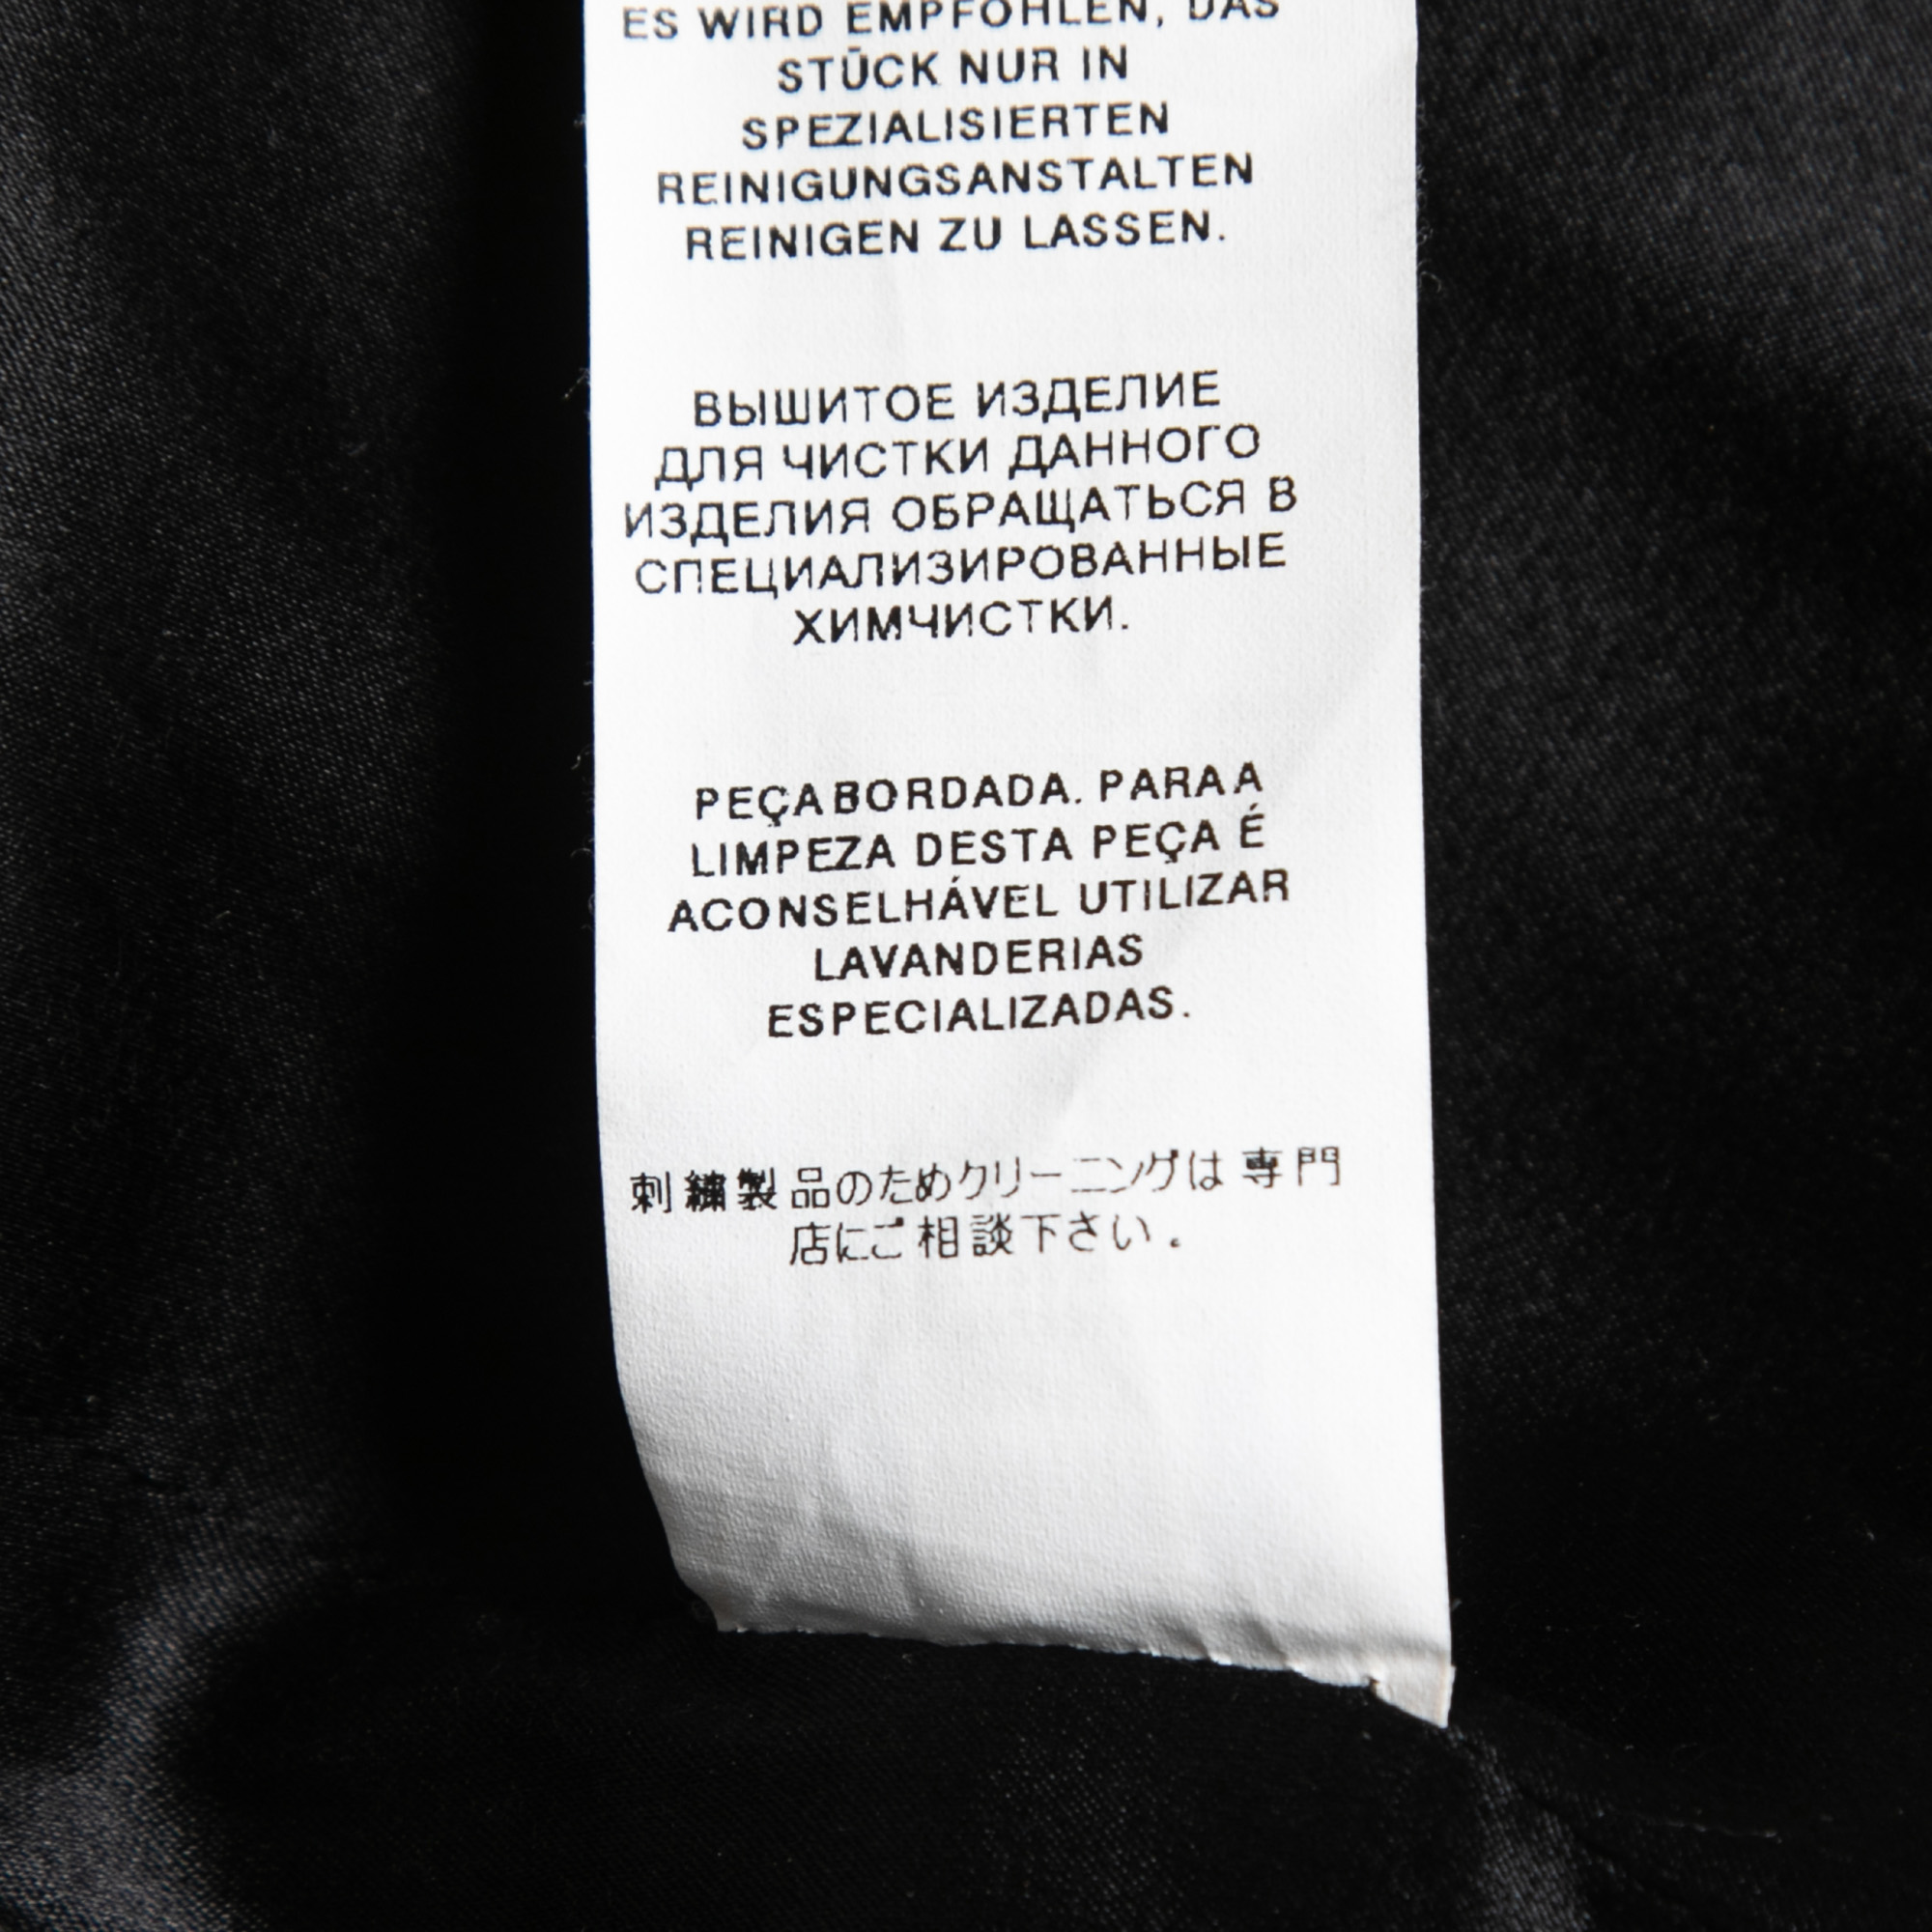 ES WIRD EMPFOHLEN, DAS
STÜCK NUR IN
SPEZIALISIERTEN
REINIGUNGSANSTALTEN
REINIGEN ZU LASSEN.
ВЫШИТОЕ ИЗДЕЛИЕ
ДЛЯ ЧИСТКИ ДАННОГО
ИЗДЕЛИЯ ОБРАЩАТЬСЯ В
СПЕЦИАЛИЗИРОВАННЫЕ
ХИМЧИСТКИ.
PEÇA BORDADA. PARA A
LIMPEZA DESTA PEÇA É
ACONSELHÁVEL UTILIZAR
LAVANDERIAS
ESPECIALIZADAS.
刺繍製品のためクリーニングは専門
店にご相談下さい。